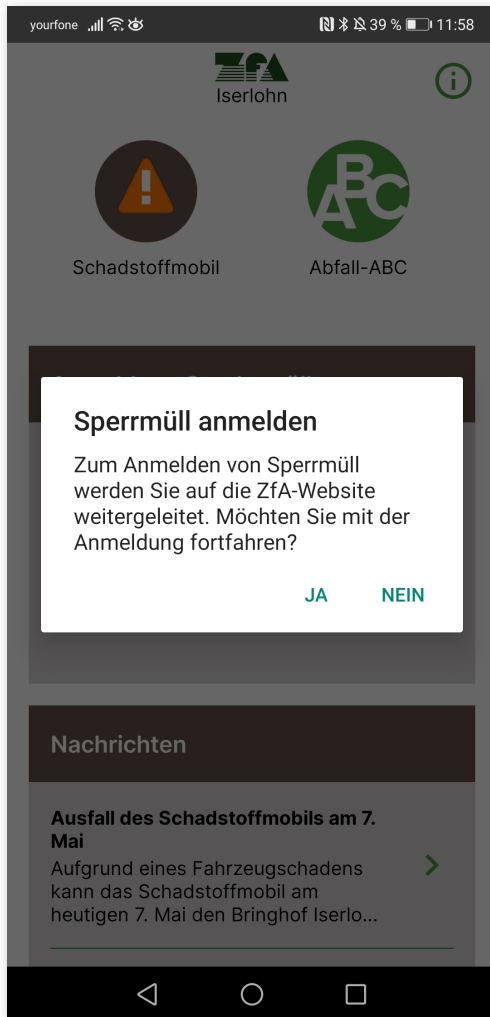 yourfone 39 % 11:58
ZFA
Iserlohn
ABC
Schadstoffmobil Abfall-ABC
Sperrmüll anmelden
Zum Anmelden von Sperrmüll
werden Sie auf die ZfA-Website
weitergeleitet. Möchten Sie mit der
Anmeldung fortfahren?
JA NEIN
Nachrichten
Ausfall des Schadstoffmobils am 7.
Mai
Aufgrund eines Fahrzeugschadens
kann das Schadstoffmobil am
heutigen 7. Mai den Bringhof Iserlo...